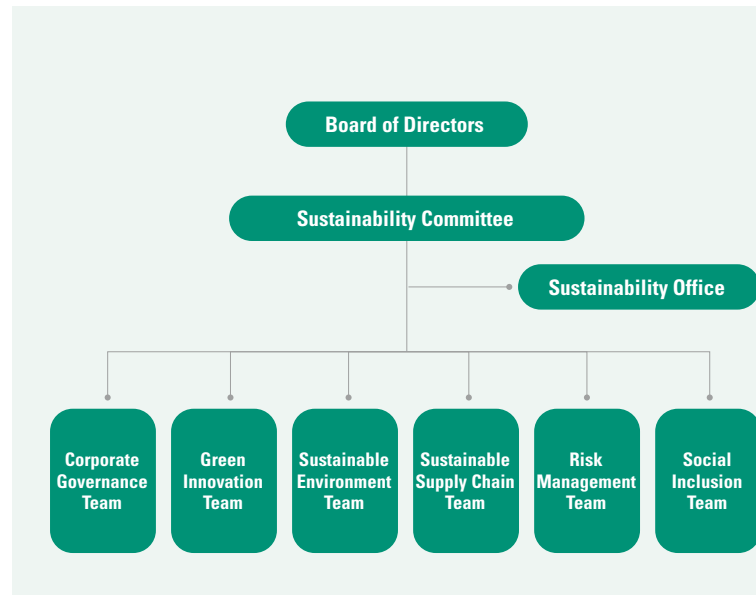 Board of Directors
Sustainability Committee
Sustainability Office
Corporate
Governance
Team
Green
Innovation
Team
Sustainable
Environment
Team
Sustainable
Supply Chain
Team
Risk
Management
Team
Social
Inclusion
Team